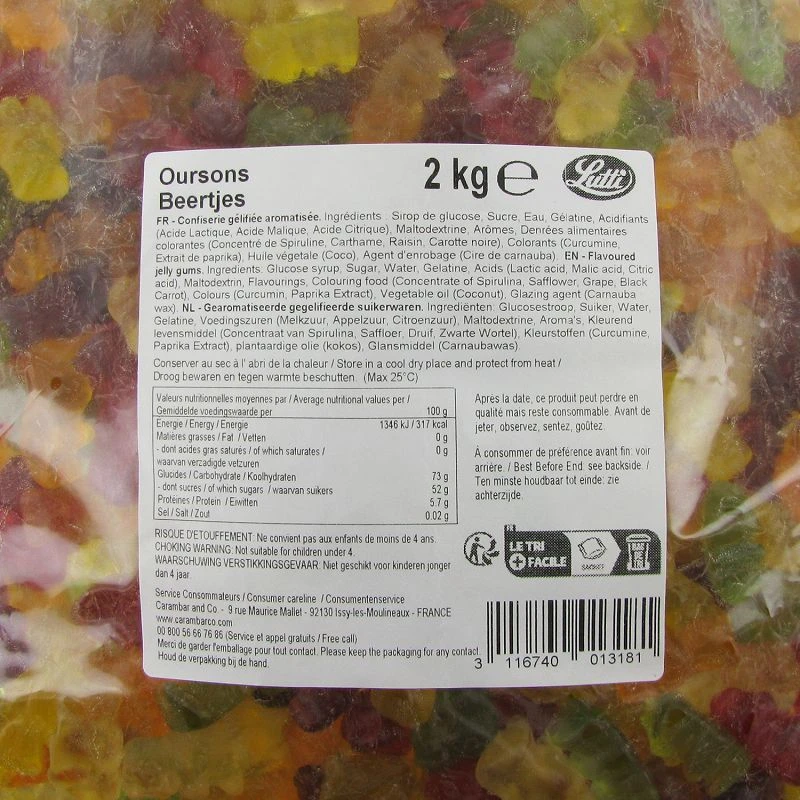 Oursons
Beertjes
2 kg e
Lutti
FR - Confiserie gélifiée aromatisée. Ingrédients : Sirop de glucose, Sucre, Eau, Gélatine, Acidifiants
(Acide Lactique, Acide Malique, Acide Citrique), Maltodextrine, Arômes, Denrées alimentaires
colorantes (Concentré de Spiruline, Carthame, Raisin, Carotte noire), Colorants (Curcumine,
Extrait de paprika), Huile végétale (Coco), Agent d'enrobage (Cire de carnauba). EN - Flavoured
jelly gums. Ingredients: Glucose syrup, Sugar, Water, Gelatine, Acids (Lactic acid, Malic acid, Citric
acid), Maltodextrin, Flavourings, Colouring food (Concentrate of Spirulina, Safflower, Grape, Black
Carrot), Colours (Curcumin, Paprika Extract), Vegetable oil (Coconut), Glazing agent (Carnauba
wax). NL - Gearomatiseerde gegelifieerde suikerwaren. Ingrediënten: Glucosestroop, Suiker, Water,
Gelatine, Voedingszuren (Melkzuur, Appelzuur, Citroenzuur), Maltodextrine, Aroma's, Kleurend
levensmiddel (Concentraat van Spirulina, Saffloer, Druif, Zwarte Wortel), Kleurstoffen (Curcumine,
Paprika Extract), plantaardige olie (kokos), Glansmiddel (Carnaubawas).
Conserver au sec à l' abri de la chaleur / Store in a cool dry place and protect from heat /
Droog bewaren en tegen warmte beschutten. (Max 25°C)
Valeurs nutritionnelles moyennes par / Average nutritional values per /
Gemiddelde voedingswaarde per 100 g
Energie / Energy / Energie 1346 kJ / 317 kcal
Matières grasses / Fat / Vetten 0 g
- dont acides gras saturés / of which saturates / 0 g
waarvan verzadigde vetzuren
Glucides / Carbohydrate / Koolhydraten 73 g
- dont sucres / of which sugars / waarvan suikers 52 g
Protéines / Protein / Eiwitten 5.7 g
Sel / Salt / Zout 0.02 g
Après la date, ce produit peut perdre en
qualité mais reste consommable. Avant de
jeter, observez, sentez, goûtez.
À consommer de préférence avant fin: voir
arrière. / Best Before End: see backside. /
Ten minste houdbaar tot einde: zie
achterzijde.
RISQUE D'ETOUFFEMENT: Ne convient pas aux enfants de moins de 4 ans.
CHOKING WARNING: Not suitable for children under 4.
WAARSCHUWING VERSTIKKINGSGEVAAR: Niet geschikt voor kinderen jonger
dan 4 jaar.
FR
LE TRI
+ FACILE
SACHET
BAC
DE
TRI
Service Consommateurs / Consumer careline / Consumentenservice
Carambar and Co. - 9 rue Maurice Mallet - 92130 Issy-les-Moulineaux - FRANCE
www.carambarco.com
00 800 56 66 76 86 (Service et appel gratuits / Free call)
Merci de garder l'emballage pour tout contact. Please keep the packaging for any contact.
Houd de verpakking bij de hand.
3 116740 013181